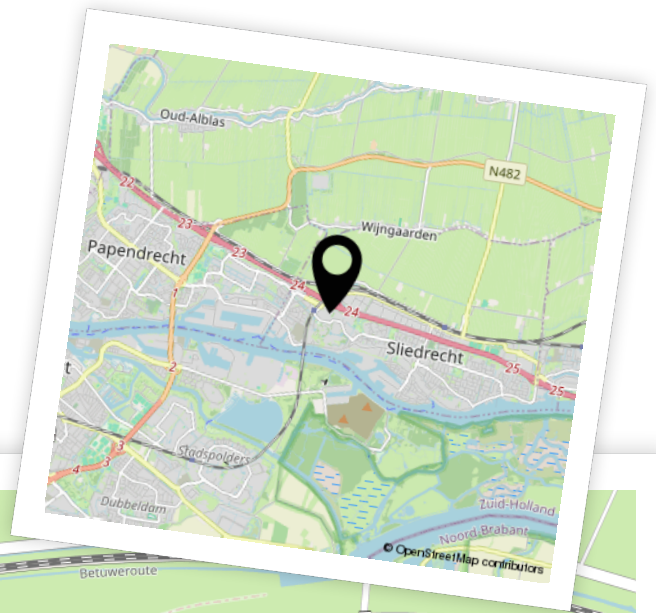 Oud-Alblas
N482
22
23
Wijngaarden
Papendrecht
23
24
1
24
Sliedrecht
t
2
25
25
3
4
3
Stadspolders
Dubbeldam
Zuid-Holland
Noord Brabant
© OpenStreetMap contributors
Betuweroute